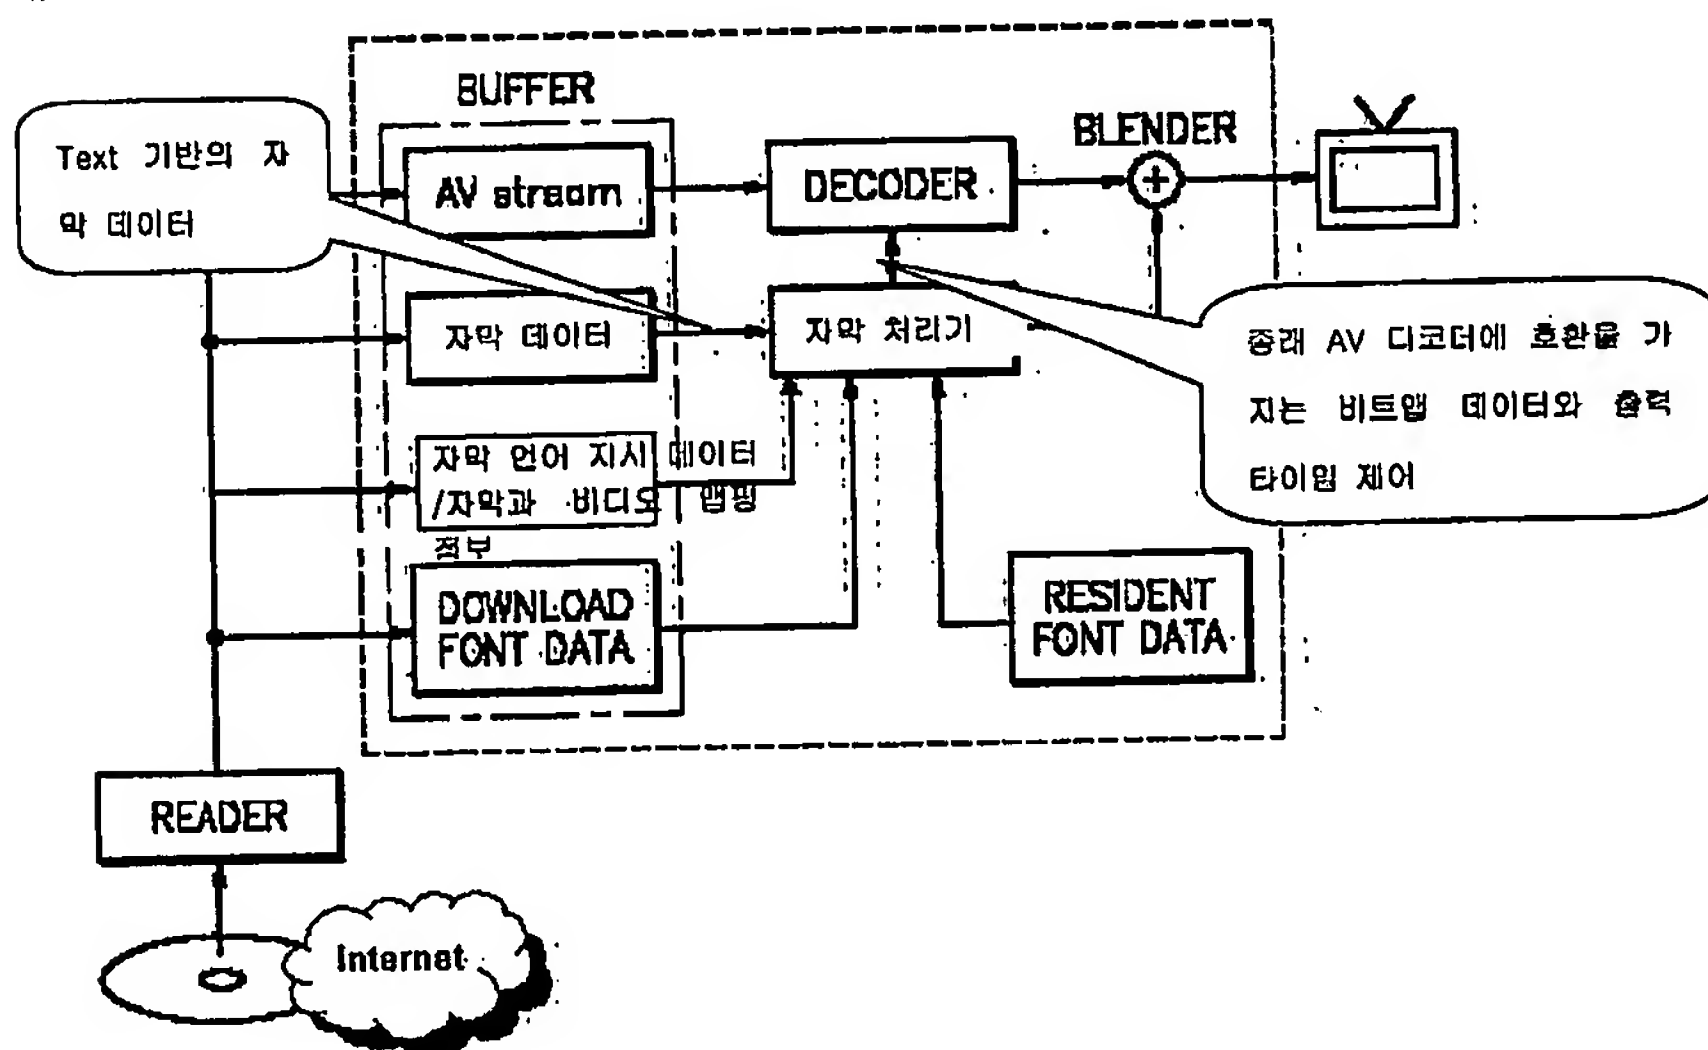 BUFFER
Text 기반의 자
막 데이터
AV stream
DECODER
BLENDER
자막 데이터
자막 처리기
종래 AV 디코더에 호환을 가
지는 비트맵 데이터와 출력
타이밍 제어
자막 언어 지시 데이터
/자막과 비디오 맵핑
정보
DOWNLOAD
FONT DATA
RESIDENT
FONT DATA
READER
Internet